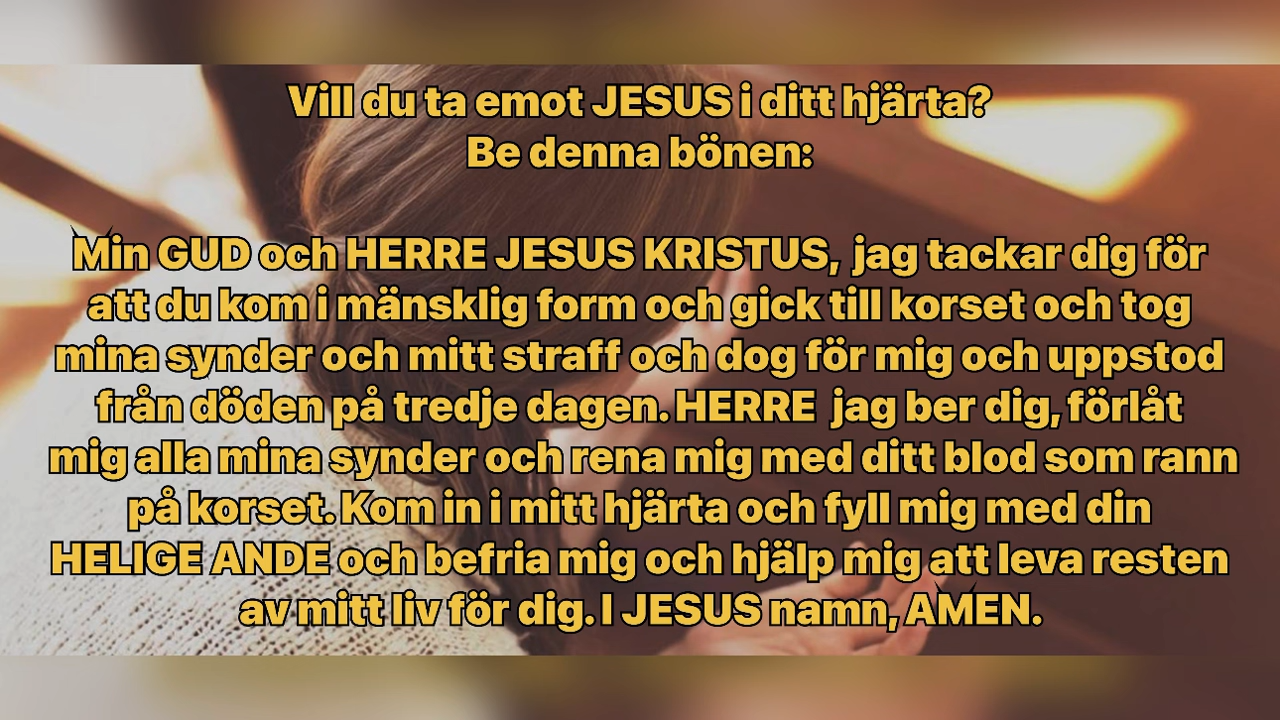 Vill du ta emot JESUS i ditt hjärta?
Be denna bönen:
Min GUD och HERRE JESUS KRISTUS, jag tackar dig för
att du kom i mänsklig form och gick till korset och tog
mina synder och mitt straff och dog för mig och uppstod
från döden på tredje dagen. HERRE jag ber dig, förlåt
mig alla mina synder och rena mig med ditt blod som rann
på korset. Kom in i mitt hjärta och fyll mig med din
HELIGE ANDE och befria mig och hjälp mig att leva resten
av mitt liv för dig. I JESUS namn, AMEN.